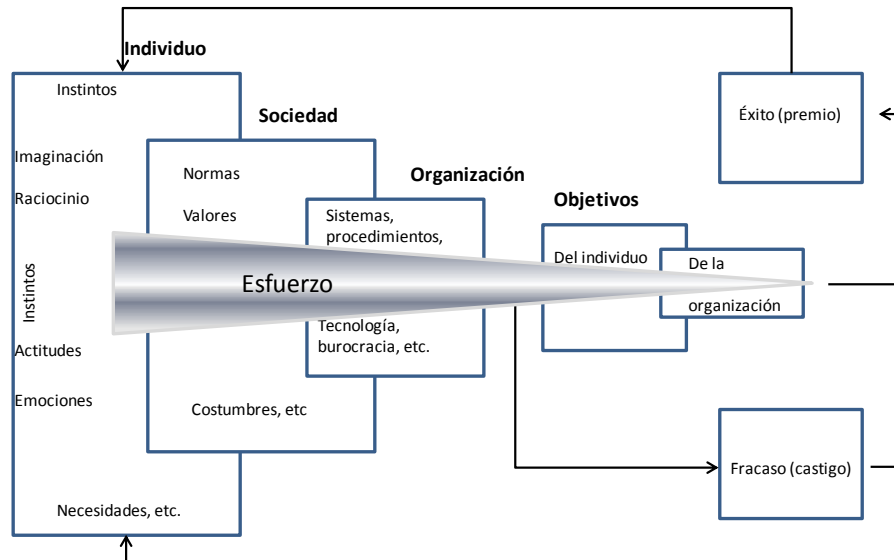 Individuo
Instintos
Imaginación
Raciocinio
Instintos
Actitudes
Emociones
Necesidades, etc.
Sociedad
Normas
Valores
Costumbres, etc
Organización
Sistemas,
procedimientos,
Tecnología,
burocracia, etc.
Esfuerzo
Objetivos
Del individuo
De la
organización
Éxito (premio)
Fracaso (castigo)